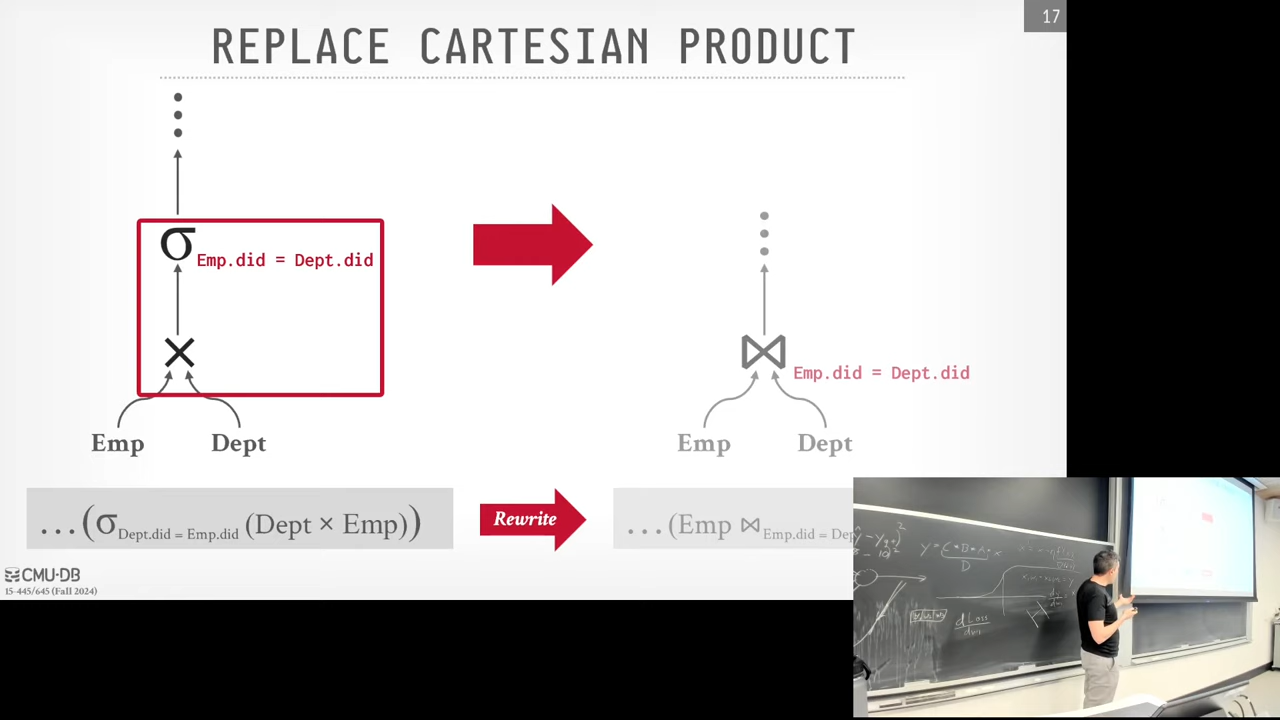 17
REPLACE CARTESIAN PRODUCT
σ Emp.did = Dept.did
×
Emp Dept
⋈ Emp.did = Dept.did
Emp Dept
...(σDept.did = Emp.did (Dept × Emp))
Rewrite
...(Emp ⋈Emp.did = Dep
CMU·DB
15-445/645 (Fall 2024)
D
dLoss